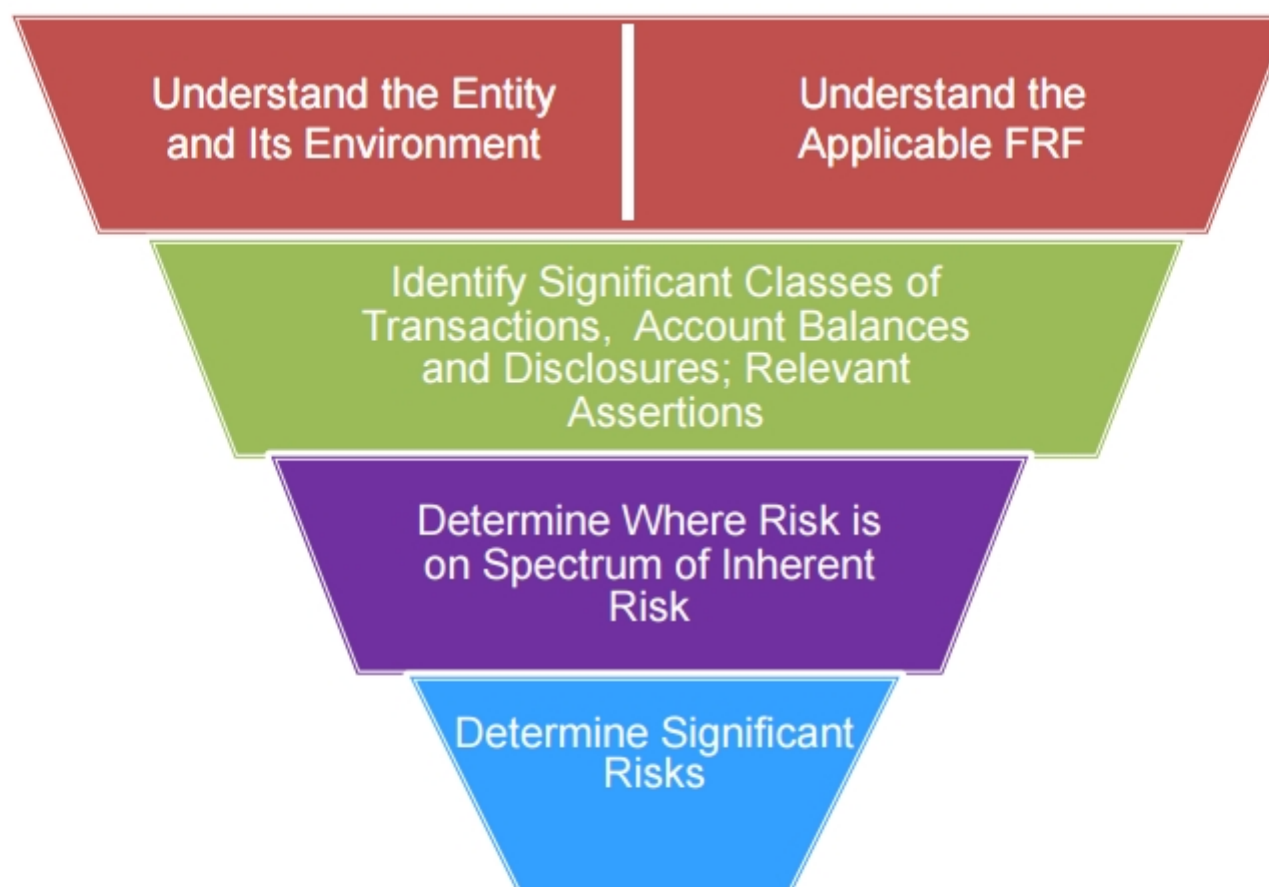 Understand the Entity
and Its Environment
Understand the
Applicable FRF
Identify Significant Classes of
Transactions,  Account Balances
and Disclosures; Relevant
Assertions
Determine Where Risk is
on Spectrum of Inherent
Risk
Determine Significant
Risks